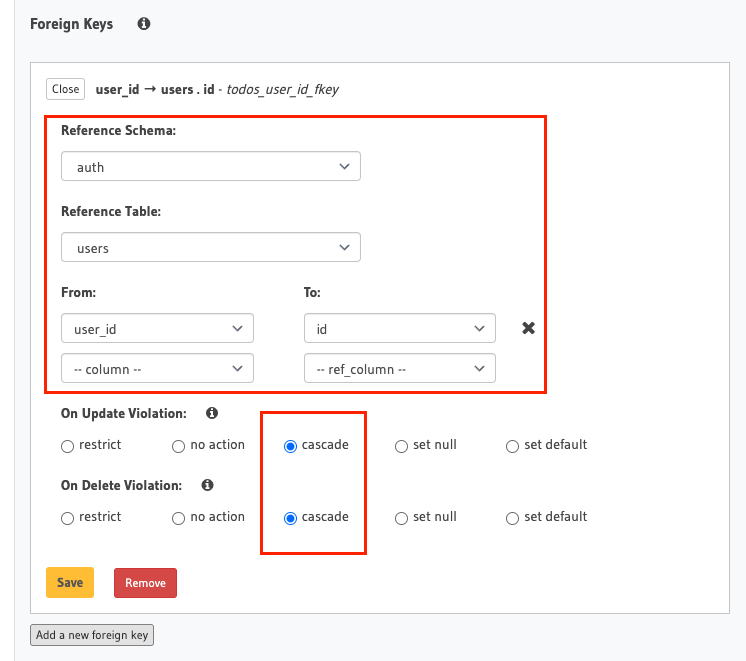 Foreign Keys
Close user_id → users . id - todos_user_id_fkey
Reference Schema:
auth
Reference Table:
users
From: To:
user_id id
-- column -- -- ref_column --
On Update Violation:
restrict no action cascade set null set default
On Delete Violation:
restrict no action cascade set null set default
Save Remove
Add a new foreign key